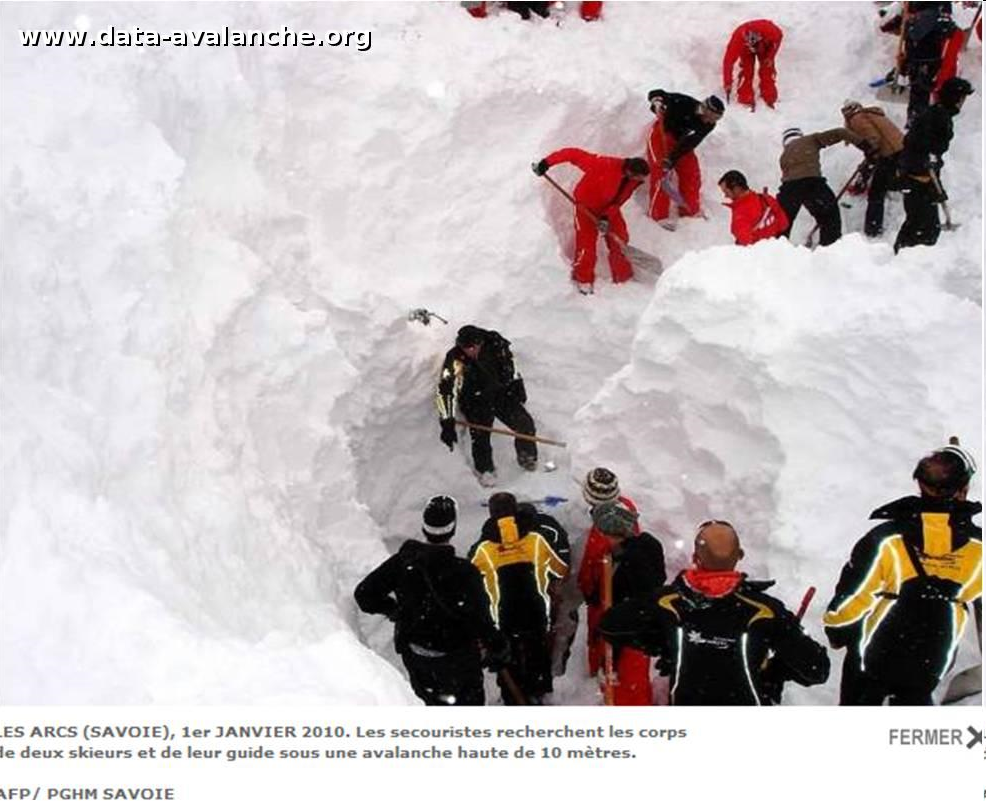 www.data-avalanche.org
LES ARCS (SAVOIE), 1er JANVIER 2010. Les secouristes recherchent les corps
de deux skieurs et de leur guide sous une avalanche haute de 10 mètres.
FERMER
AFP/ PGHM SAVOIE